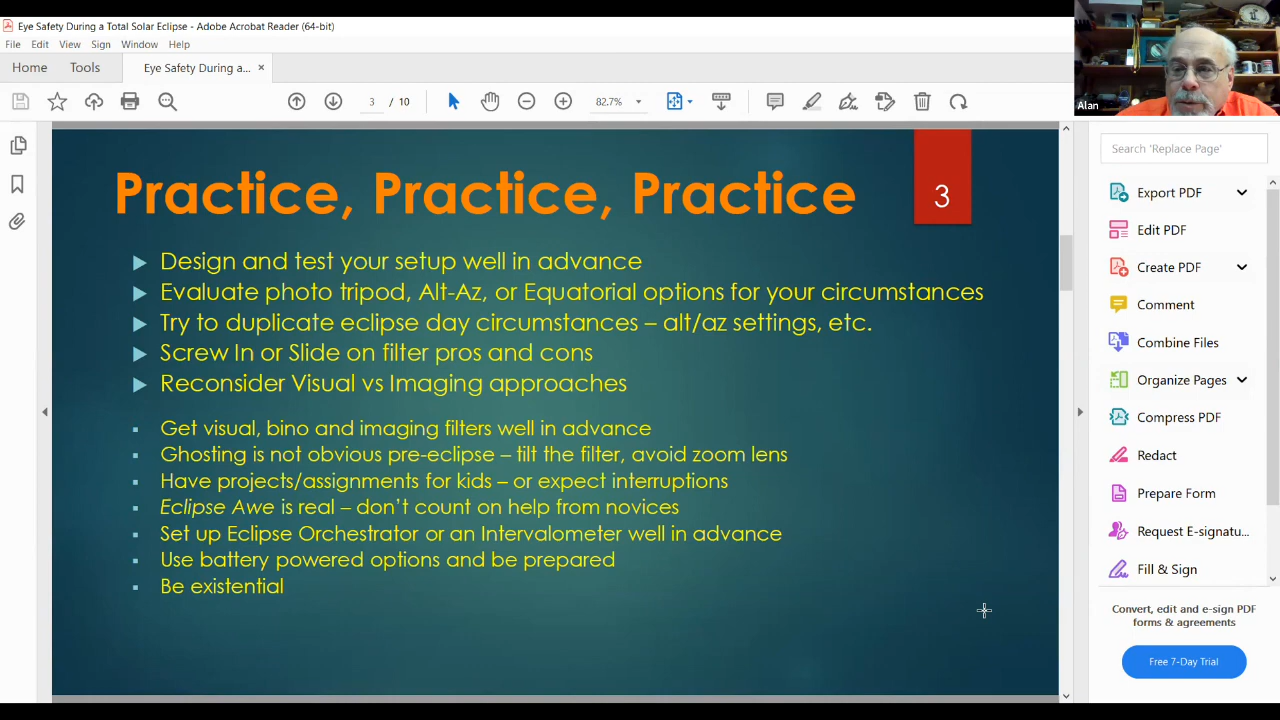 Eye Safety During a Total Solar Eclipse - Adobe Acrobat Reader (64-bit)
File Edit View Sign Window Help
Home Tools Eye Safety During a... ×
3 / 10 82.7%
Alan
Practice, Practice, Practice
3
Design and test your setup well in advance
Evaluate photo tripod, Alt-Az, or Equatorial options for your circumstances
Try to duplicate eclipse day circumstances – alt/az settings, etc.
Screw In or Slide on filter pros and cons
Reconsider Visual vs Imaging approaches
Get visual, bino and imaging filters well in advance
Ghosting is not obvious pre-eclipse – tilt the filter, avoid zoom lens
Have projects/assignments for kids – or expect interruptions
Eclipse Awe is real – don’t count on help from novices
Set up Eclipse Orchestrator or an Intervalometer well in advance
Use battery powered options and be prepared
Be existential
Search 'Replace Page'
Export PDF
Edit PDF
Create PDF
Comment
Combine Files
Organize Pages
Compress PDF
Redact
Prepare Form
Request E-signatu...
Fill & Sign
Convert, edit and e-sign PDF
forms & agreements
Free 7-Day Trial